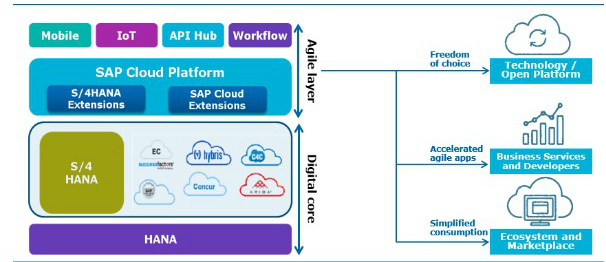 Mobile
IoT
API Hub
Workflow
SAP Cloud Platform
S/4HANA
Extensions
SAP Cloud
Extensions
Agile layer
S/4
HANA
EC
successfactors
hybris
C4C
SAP
Concur
ARIBA
Digital core
HANA
Freedom
of choice
Technology /
Open Platform
Accelerated
agile apps
Business Services
and Developers
Simplified
consumption
Ecosystem and
Marketplace